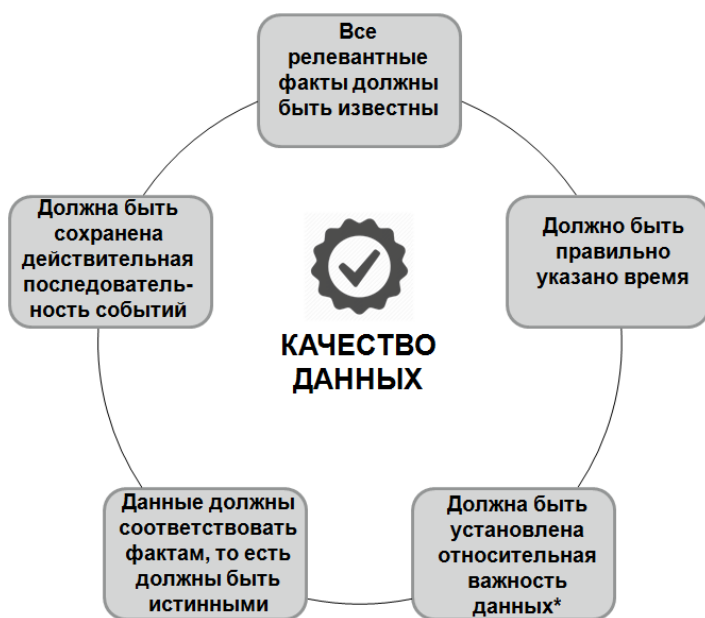 Все
релевантные
факты должны
быть известны
Должна быть
сохранена
действительная
последователь-
ность событий
Должно быть
правильно
указано время
КАЧЕСТВО
ДАННЫХ
Данные должны
соответствовать
фактам, то есть
должны быть
истинными
Должна быть
установлена
относительная
важность
данных*